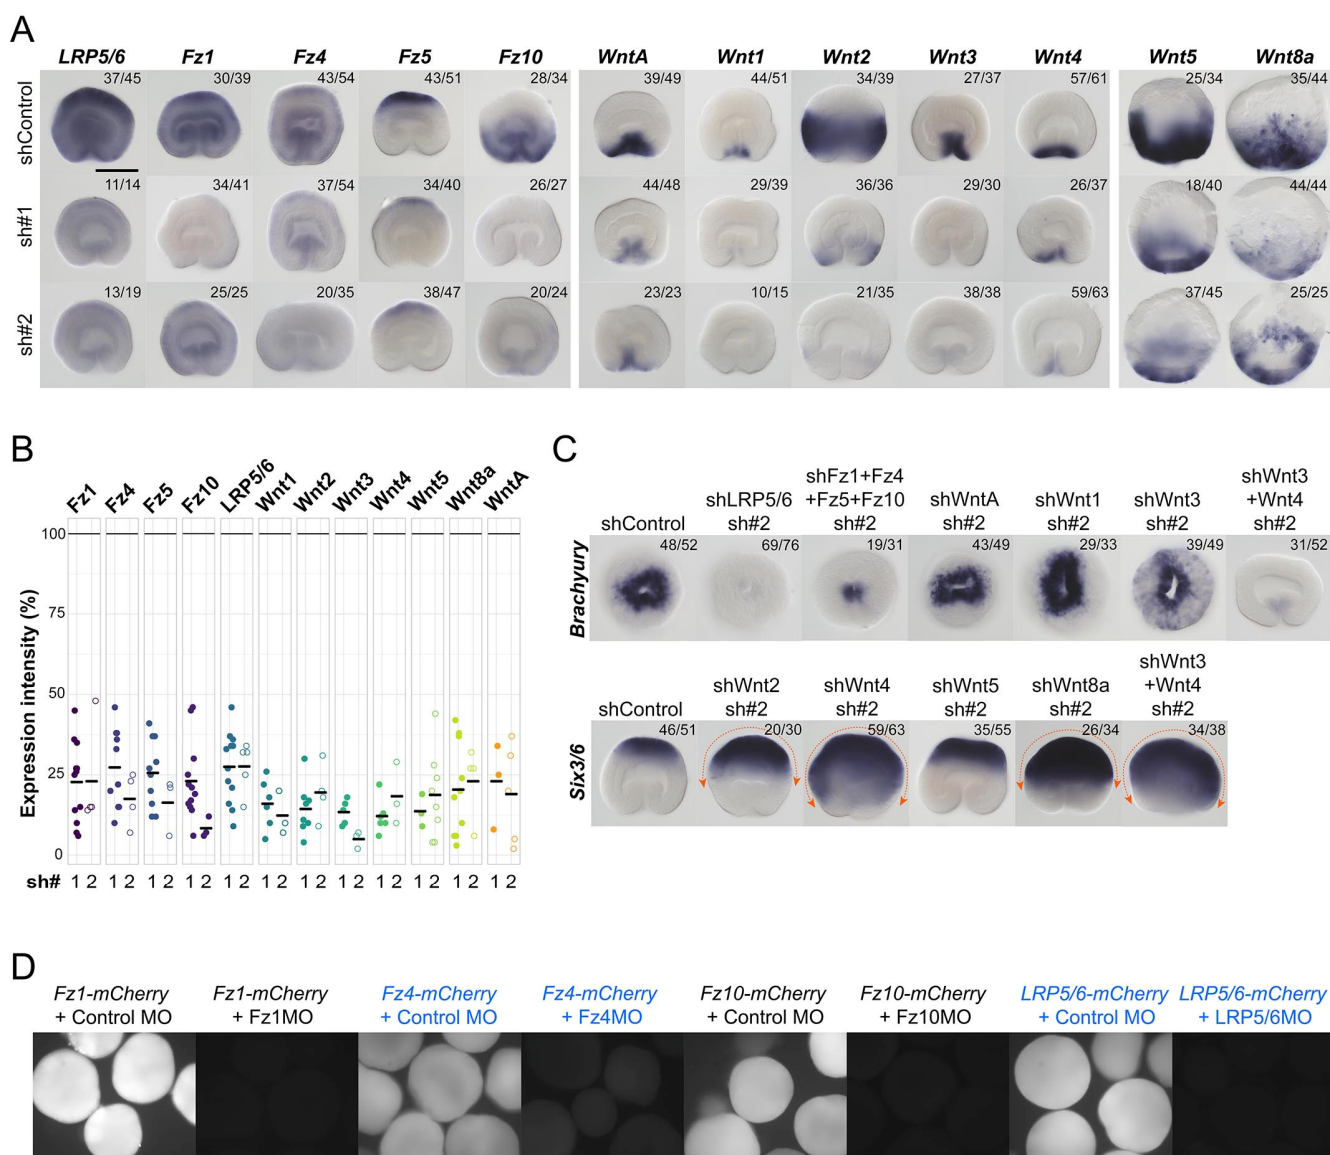 A
LRP5/6 Fz1 Fz4 Fz5 Fz10 WntA Wnt1 Wnt2 Wnt3 Wnt4 Wnt5 Wnt8a
shControl
37/45 30/39 43/54 43/51 28/34 39/49 44/51 34/39 27/37 57/61 25/34 35/44
sh#1
11/14 34/41 37/54 34/40 26/27 44/48 29/39 36/36 29/30 26/37 18/40 44/44
sh#2
13/19 25/25 20/35 38/47 20/24 23/23 10/15 21/35 38/38 59/63 37/45 25/25
B
Fz1 Fz4 Fz5 Fz10 LRP5/6 Wnt1 Wnt2 Wnt3 Wnt4 Wnt5 Wnt8a WntA
Expression intensity (%)
100
75
50
25
0
sh# 1 2 1 2 1 2 1 2 1 2 1 2 1 2 1 2 1 2 1 2 1 2 1 2
C
shFz1+Fz4 shWnt3
shLRP5/6 +Fz5+Fz10 shWntA shWnt1 shWnt3 +Wnt4
shControl sh#2 sh#2 sh#2 sh#2 sh#2 sh#2
48/52 69/76 19/31 43/49 29/33 39/49 31/52
Brachyury
shWnt3
shWnt2 shWnt4 shWnt5 shWnt8a +Wnt4
shControl sh#2 sh#2 sh#2 sh#2 sh#2
46/51 20/30 59/63 35/55 26/34 34/38
Six3/6
D
Fz1-mCherry Fz1-mCherry Fz4-mCherry Fz4-mCherry Fz10-mCherry Fz10-mCherry LRP5/6-mCherry LRP5/6-mCherry
+ Control MO + Fz1MO + Control MO + Fz4MO + Control MO + Fz10MO + Control MO + LRP5/6MO